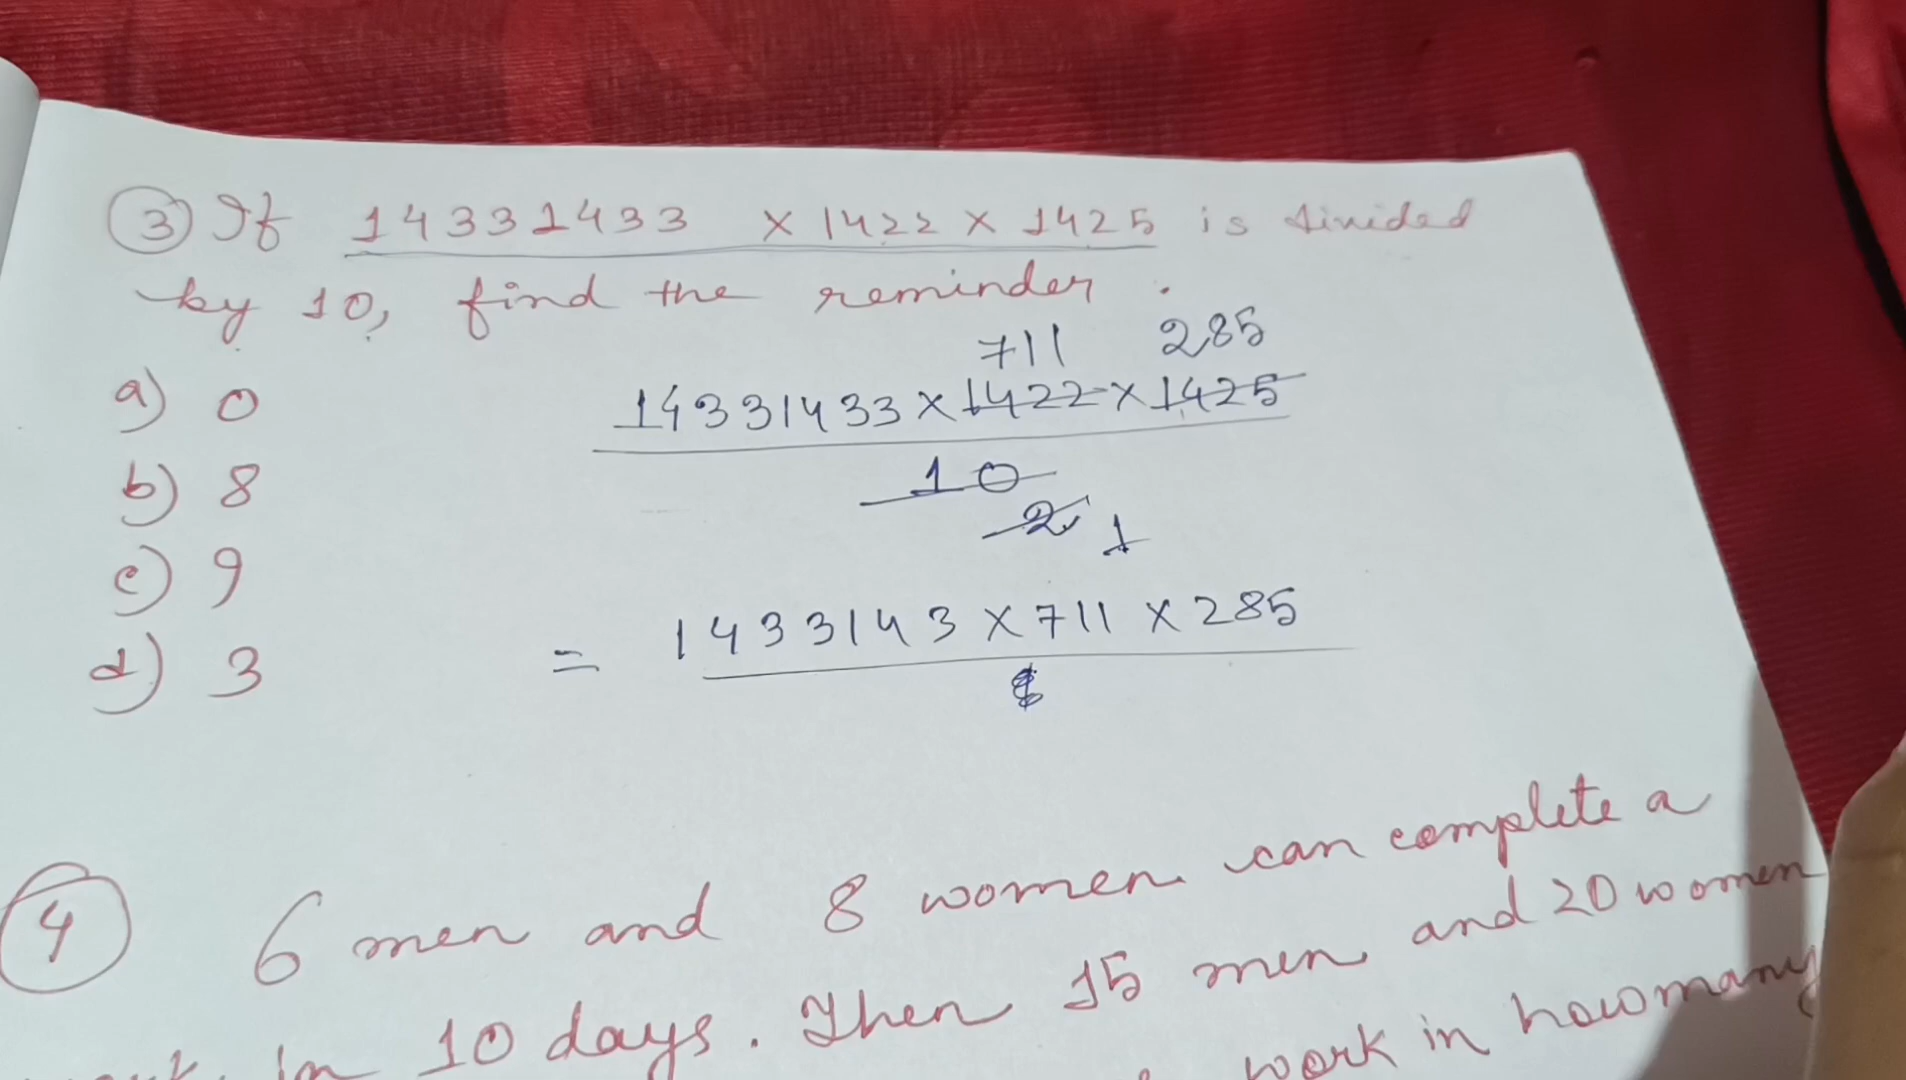 ③ If 14331433 × 1422 × 1425 is divided
by 10, find the reminder.
a) 0
b) 8
c) 9
d) 3
711 285
14331433 × 1422 × 1425
10
2 1
= 1433143 × 711 × 285
④ 6 men and 8 women can complete a
in 10 days. Then 15 men and 20 women
work in how many